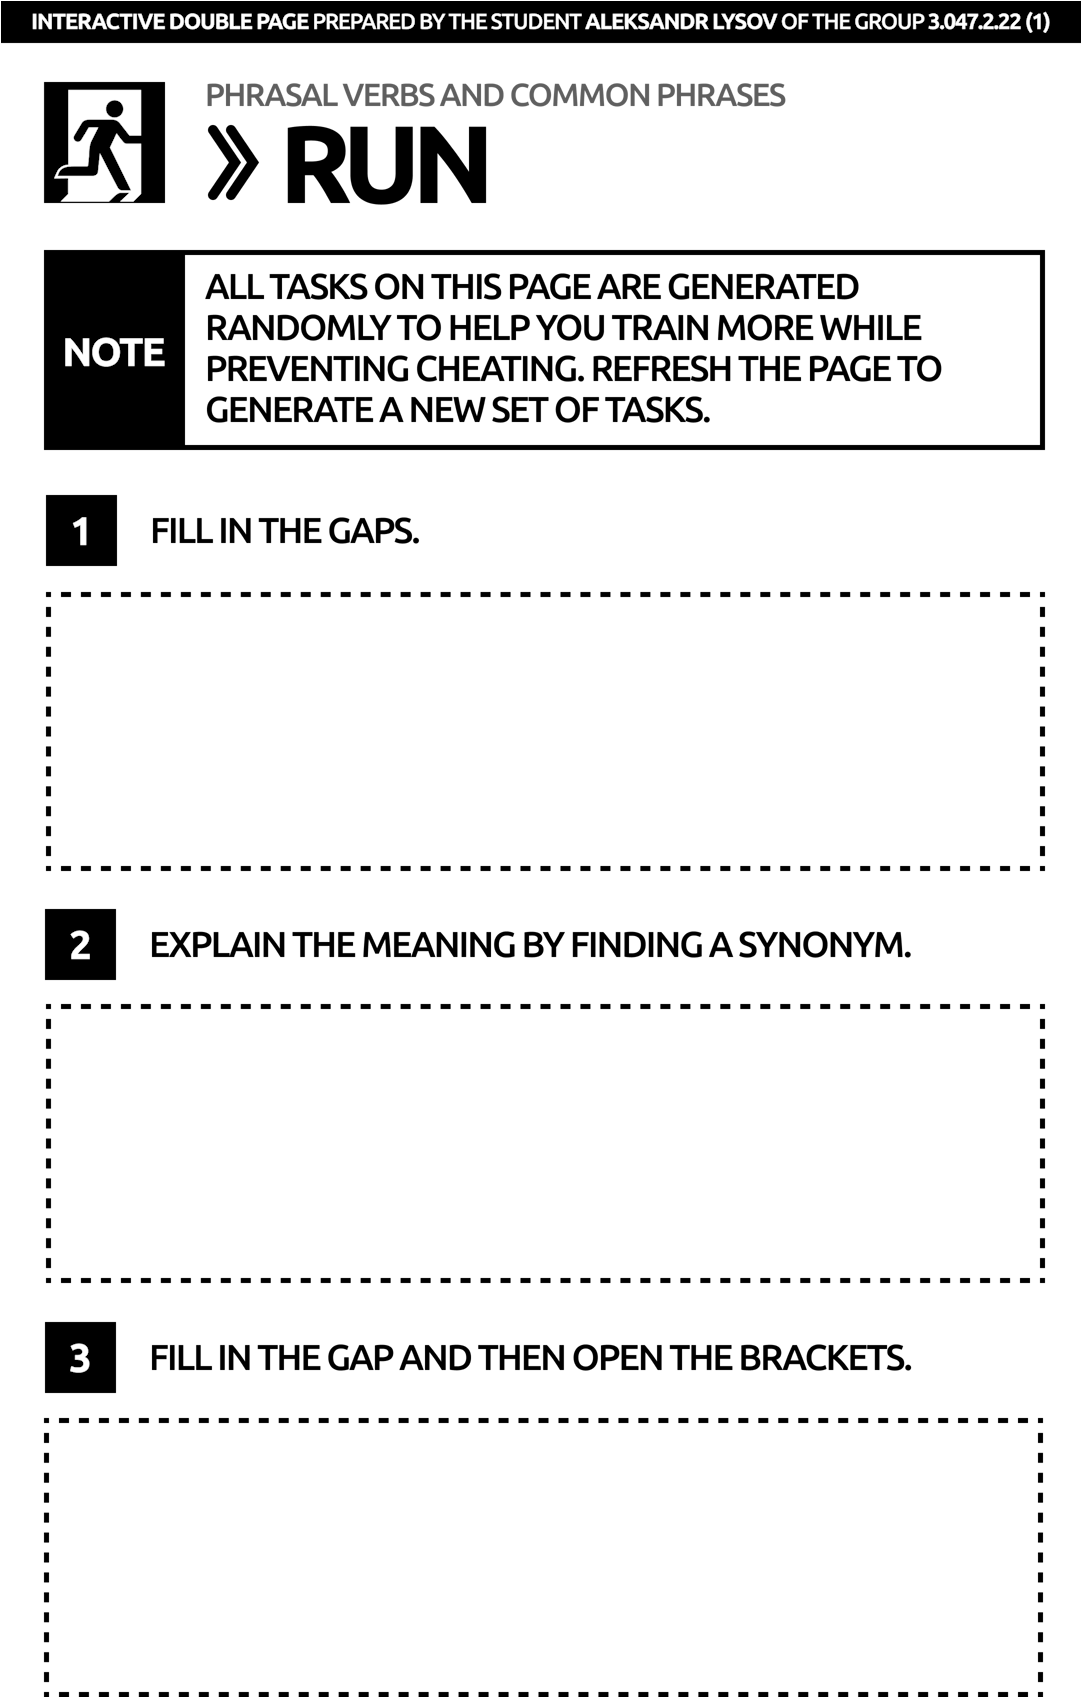 INTERACTIVE DOUBLE PAGE PREPARED BY THE STUDENT ALEKSANDR LYSOV OF THE GROUP 3.047.2.22 (1)
PHRASAL VERBS AND COMMON PHRASES
RUN
NOTE
ALL TASKS ON THIS PAGE ARE GENERATED
RANDOMLY TO HELP YOU TRAIN MORE WHILE
PREVENTING CHEATING. REFRESH THE PAGE TO
GENERATE A NEW SET OF TASKS.
1 FILL IN THE GAPS.
2 EXPLAIN THE MEANING BY FINDING A SYNONYM.
3 FILL IN THE GAP AND THEN OPEN THE BRACKETS.